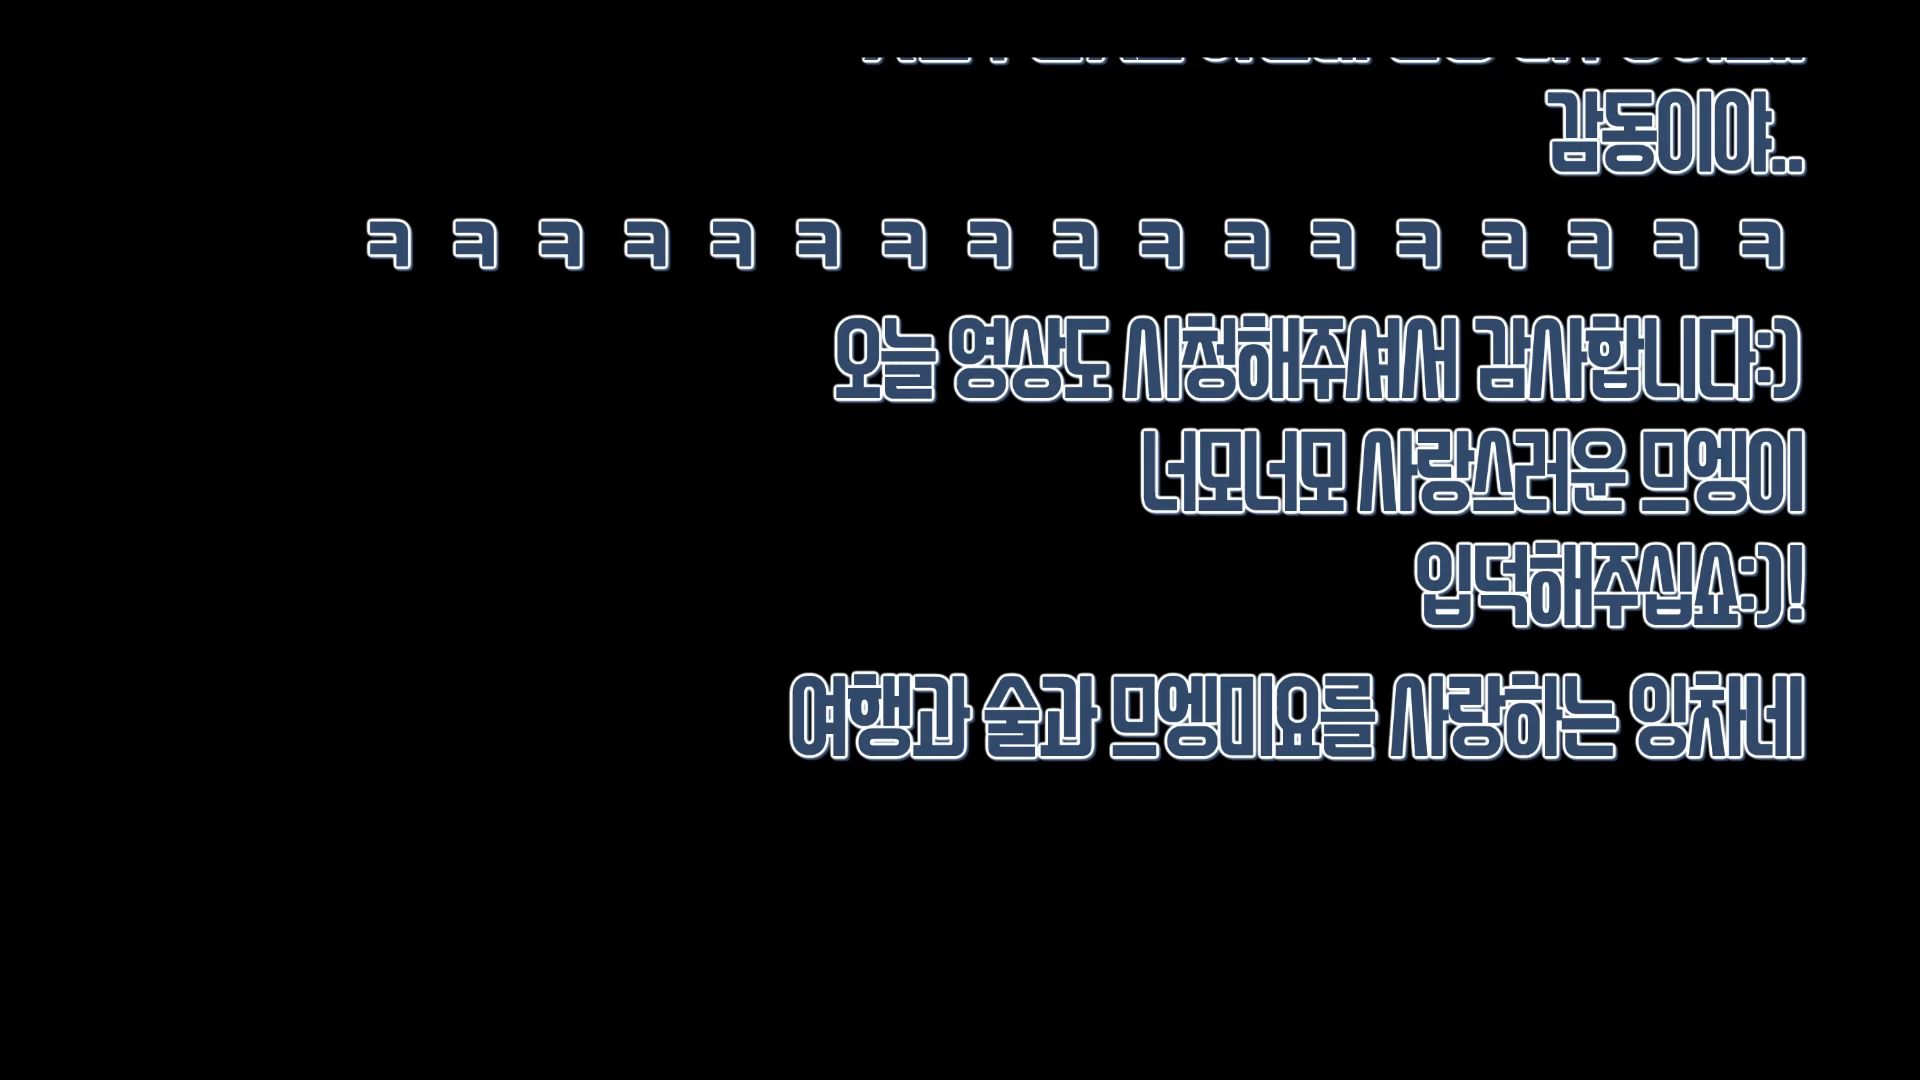 감동이야..
ㅋㅋㅋㅋㅋㅋㅋㅋㅋㅋㅋㅋㅋㅋㅋㅋㅋ
오늘 영상도 시청해주셔서 감사합니다:)
너모너모 사랑스러운 므엥이
입덕해주십쇼:)!
여행과 술과 므엥미요를 사랑하는 잉차네